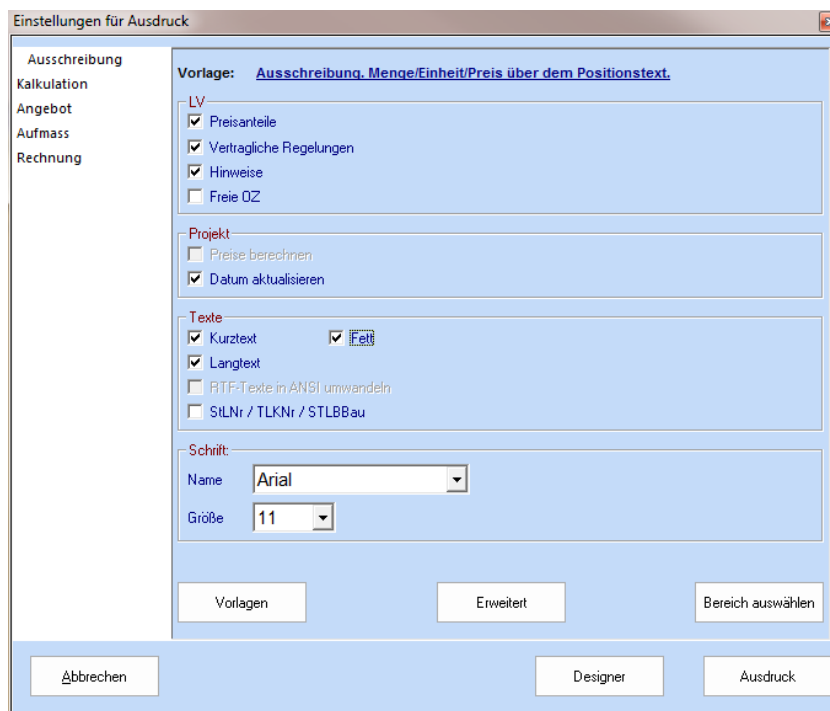 Einstellungen für Ausdruck
Ausschreibung
Kalkulation
Angebot
Aufmass
Rechnung
Vorlage: Ausschreibung. Menge/Einheit/Preis über dem Positionstext.
LV
Preisanteile
Vertragliche Regelungen
Hinweise
Freie OZ
Projekt
Preise berechnen
Datum aktualisieren
Texte
Kurztext Fett
Langtext
RTF-Texte in ANSI umwandeln
StLNr / TLKNr / STLBBau
Schrift:
Name Arial
Größe 11
Vorlagen Erweitert Bereich auswählen
Abbrechen Designer Ausdruck